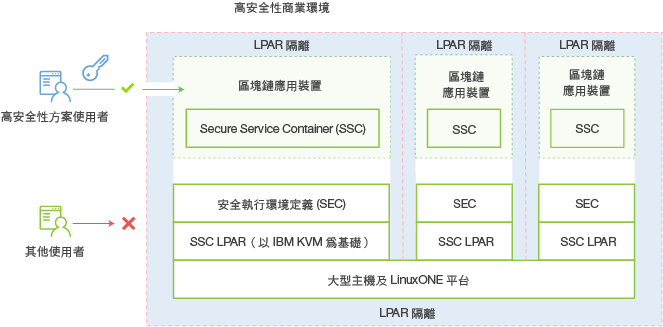 高安全性商業環境
LPAR 隔離
LPAR 隔離
LPAR 隔離
高安全性方案使用者
區塊鏈應用裝置
Secure Service Container (SSC)
區塊鏈
應用裝置
SSC
區塊鏈
應用裝置
SSC
其他使用者
安全執行環境定義 (SEC)
SEC
SEC
SSC LPAR（以 IBM KVM 為基礎）
SSC LPAR
SSC LPAR
大型主機及 LinuxONE 平台
LPAR 隔離